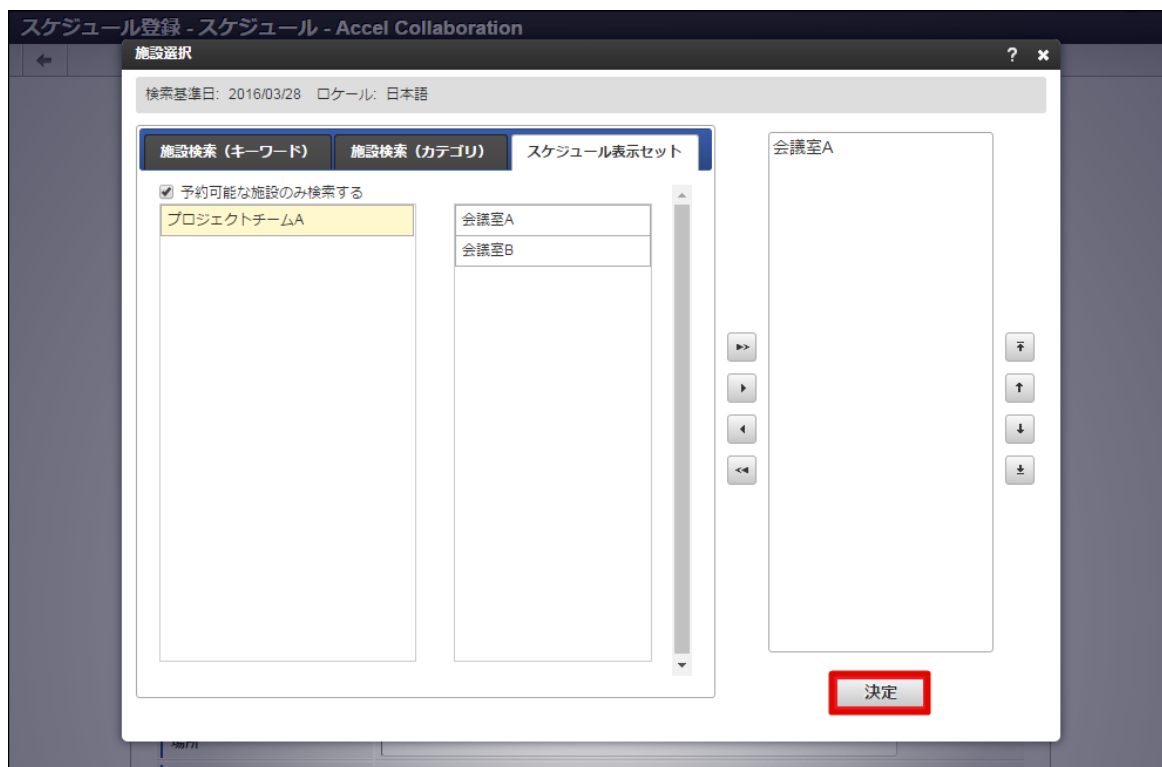 スケジュール登録 - スケジュール - Accel Collaboration
施設選択
? ×
検索基準日: 2016/03/28 ロケール: 日本語
施設検索（キーワード） 施設検索（カテゴリ） スケジュール表示セット
予約可能な施設のみ検索する
プロジェクトチームA
会議室A
会議室B
会議室A
決定
場所